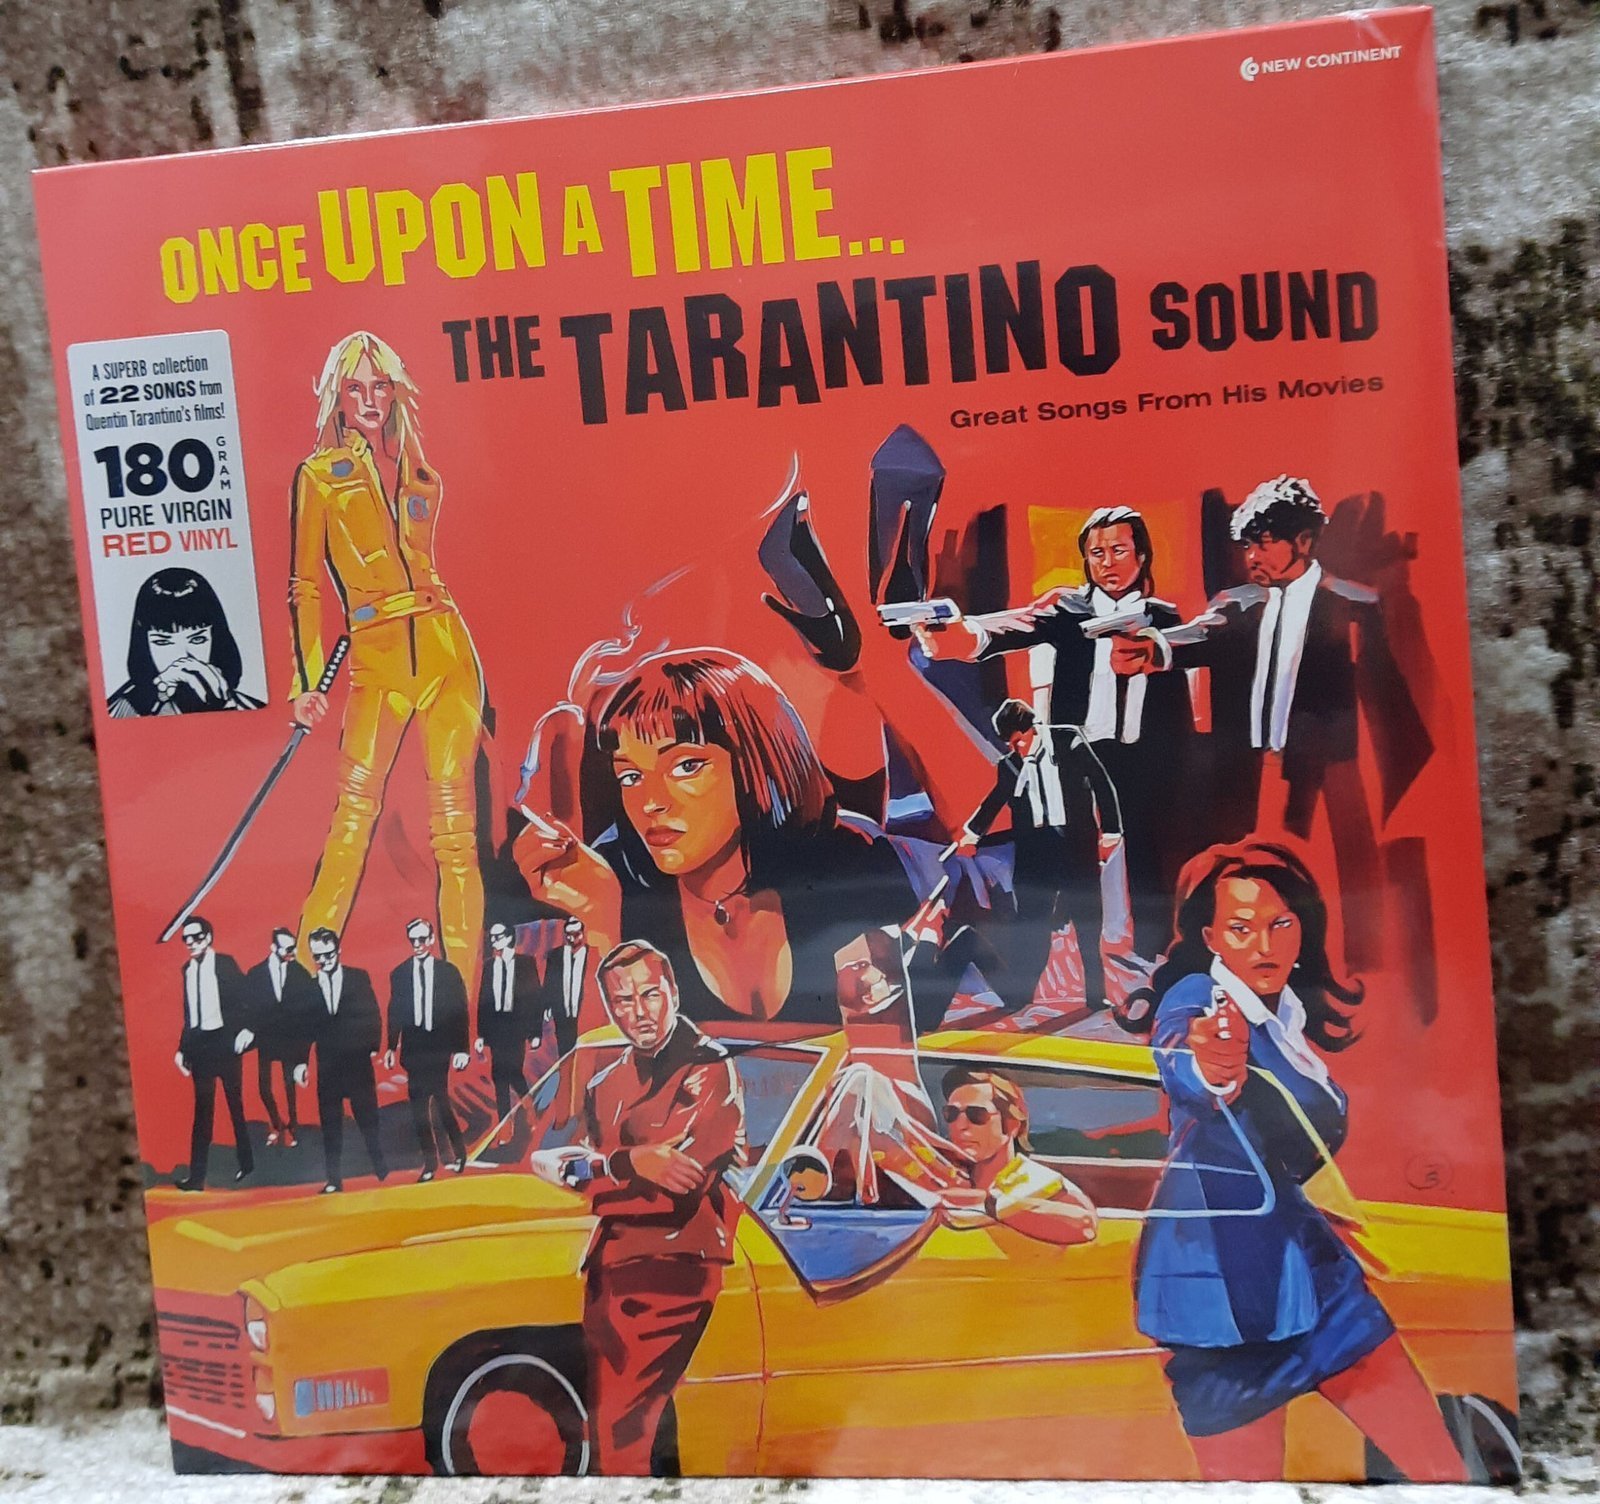 NEW CONTINENT
ONCE UPON A TIME...
THE TARANTINO SOUND
Great Songs From His Movies
A SUPERB collection
of 22 SONGS from
Quentin Tarantino's films!
180 GRAM
PURE VIRGIN
RED VINYL